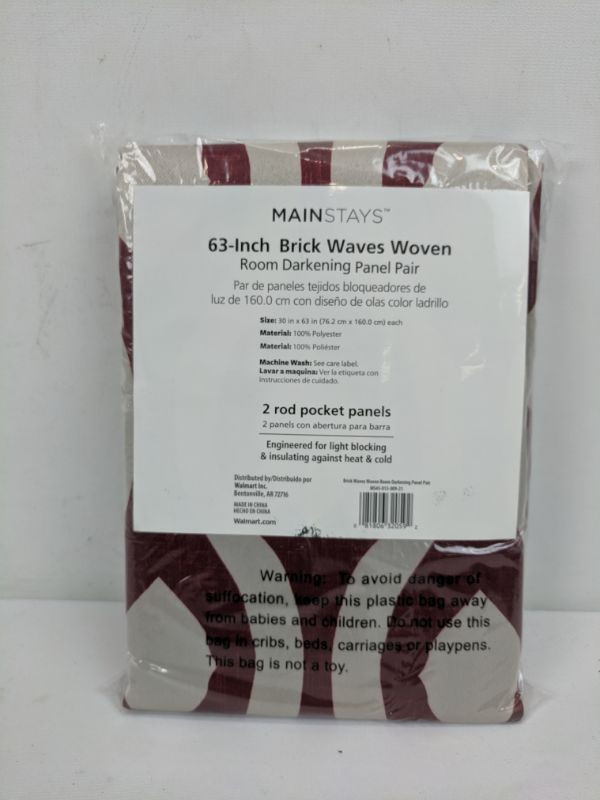 MAINSTAYS™
63-Inch Brick Waves Woven
Room Darkening Panel Pair
Par de paneles tejidos bloqueadores de
luz de 160.0 cm con diseño de olas color ladrillo
Size: 30 in x 63 in (76.2 cm x 160.0 cm) each
Material: 100% Polyester
Material: 100% Poliéster
Machine Wash: See care label.
Lavar a maquina: Ver la etiqueta con
instrucciones de cuidado.
2 rod pocket panels
2 panels con abertura para barra
Engineered for light blocking
& insulating against heat & cold
Distributed by/Distribuido por
Walmart Inc.
Bentonville, AR 72716
MADE IN CHINA
HECHO EN CHINA
Walmart.com
Brick Waves Woven Room Darkening Panel Pair
81806 32059
Warning: To avoid danger of
suffocation, keep this plastic bag away
from babies and children. Do not use this
bag in cribs, beds, carriages or playpens.
This bag is not a toy.